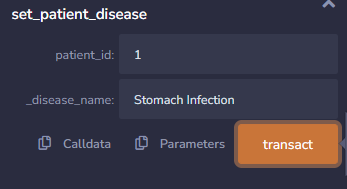 set_patient_disease
patient_id: 1
_disease_name: Stomach Infection
Calldata Parameters transact